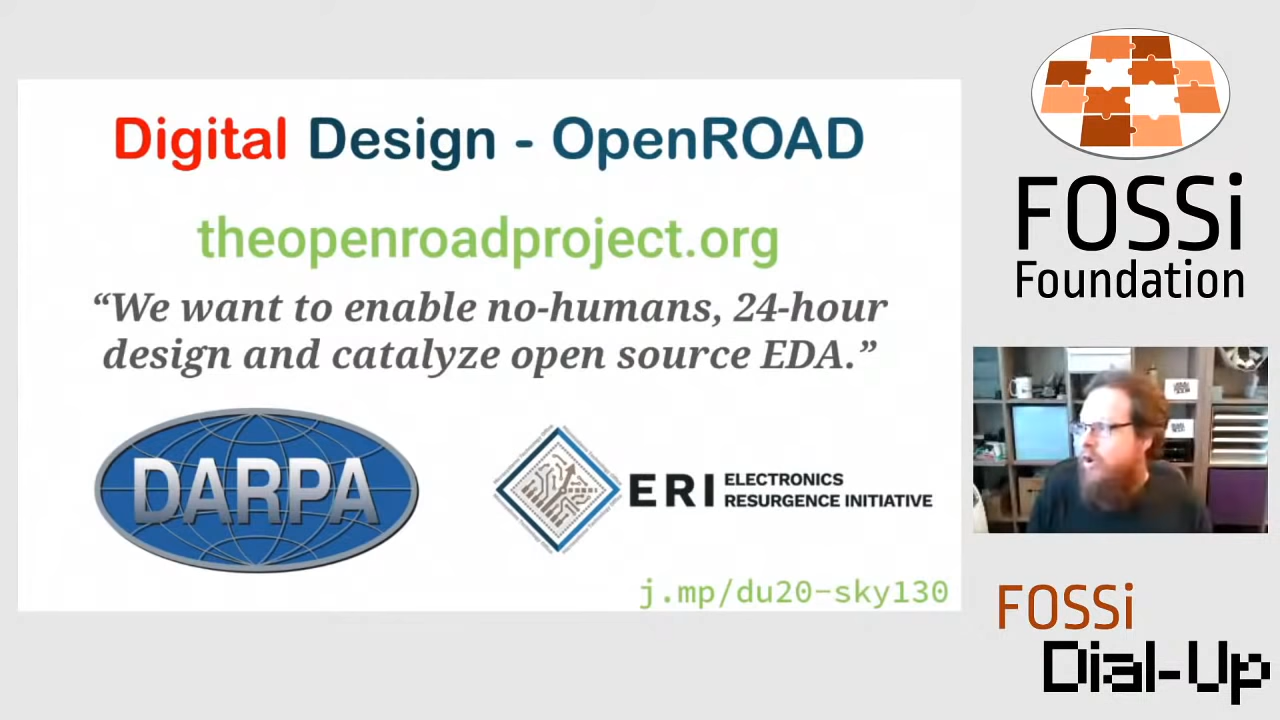 Digital Design - OpenROAD
theopenroadproject.org
“We want to enable no-humans, 24-hour
design and catalyze open source EDA.”
DARPA
ERI ELECTRONICS
RESURGENCE INITIATIVE
j.mp/du20-sky130
FOSSi
Foundation
FOSSi
Dial-Up